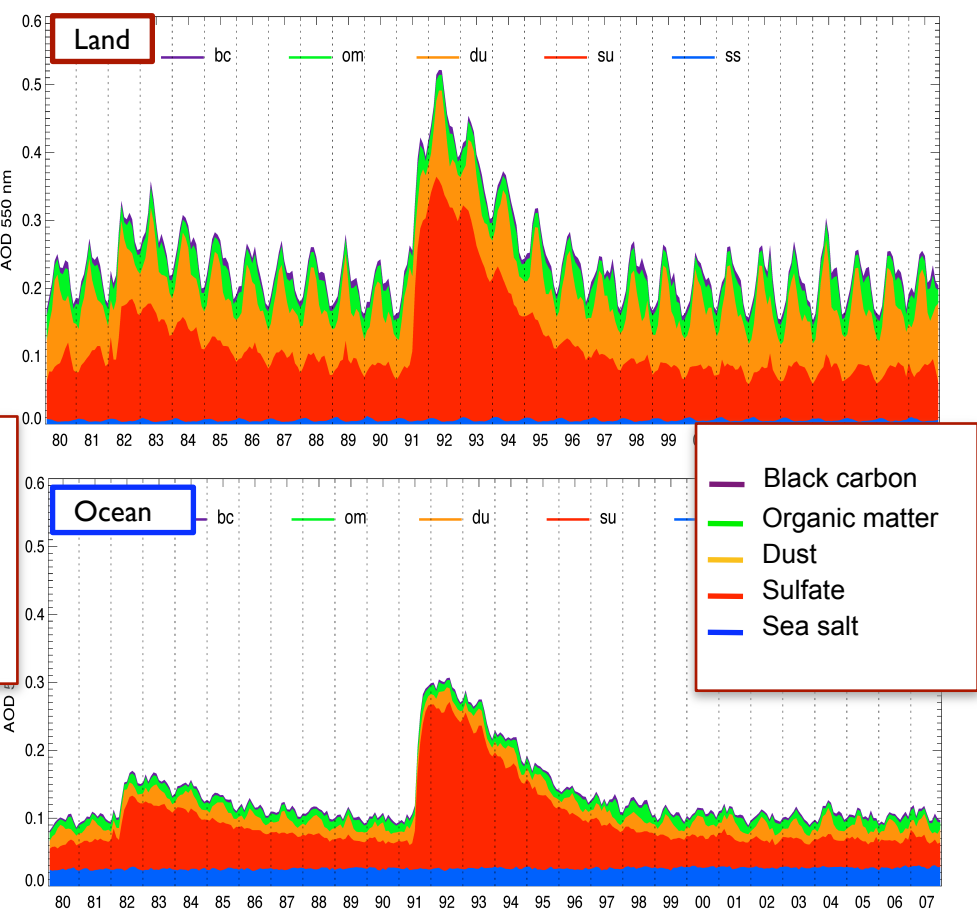 0.6
Land
bc om du su ss
0.5
0.4
0.3
0.2
0.1
0.0
AOD 550 nm
80 81 82 83 84 85 86 87 88 89 90 91 92 93 94 95 96 97 98 99
Black carbon
Organic matter
Dust
Sulfate
Sea salt
0.6
Ocean
bc om du su
0.5
0.4
0.3
0.2
0.1
0.0
AOD
80 81 82 83 84 85 86 87 88 89 90 91 92 93 94 95 96 97 98 99 00 01 02 03 04 05 06 07